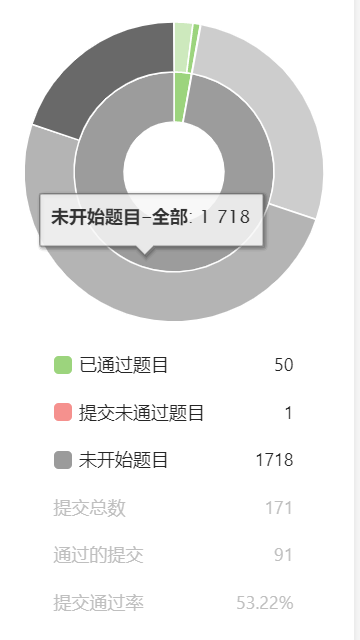 未开始题目-全部: 1 718
已通过题目 50
提交未通过题目 1
未开始题目 1718
提交总数 171
通过的提交 91
提交通过率 53.22%